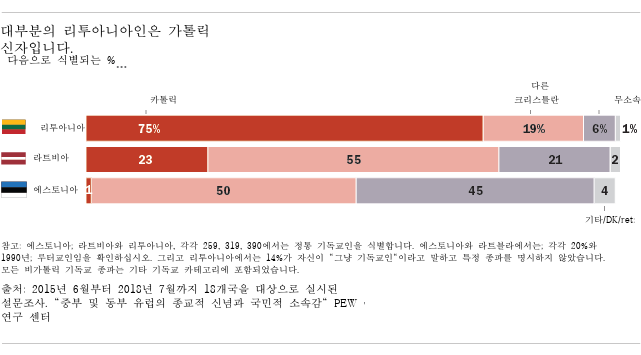 대부분의 리투아니아인은 가톨릭
신자입니다.
다음으로 식별되는 %...
카톨릭
다른
크리스틀란
무소속
리투아니아 75% 19% 6% 1%
라트비아 23 55 21 2
에스토니아 1 50 45 4
기타/DK/ret:
참고: 에스토니아; 라트비아와 리투아니아, 각각 259, 319, 390에서는 정통 기독교인을 식별합니다. 에스토니아와 라트블라에서는; 각각 20%와
1990년; 루터교인임을 확인하십시오. 그리고 리투아니아에서는 14%가 자신이 "그냥 기독교인"이라고 말하고 특정 종파를 명시하지 않았습니다.
모든 비가톨릭 기독교 종파는 기타 기독교 카테고리에 포함되었습니다.
출처: 2015년 6월부터 2018년 7월까지 18개국을 대상으로 실시된
설문조사. "중부 및 동부 유럽의 종교적 신념과 국민적 소속감" PEW ·
연구 센터